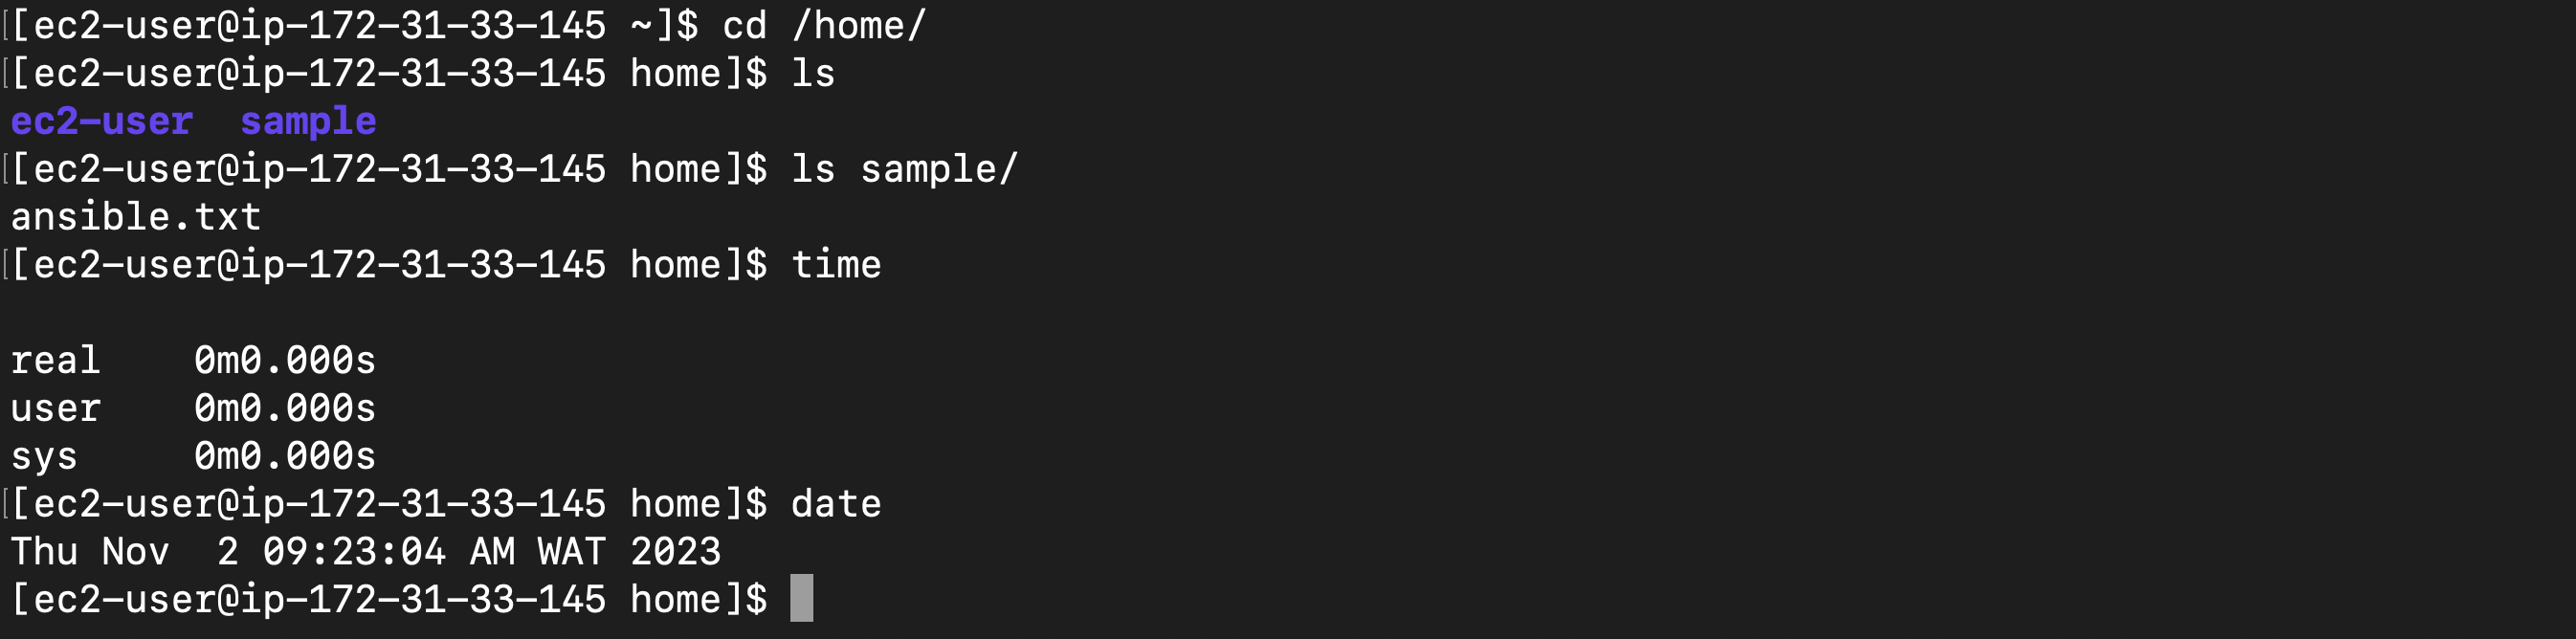 [[ec2-user@ip-172-31-33-145 ~]$ cd /home/
[[ec2-user@ip-172-31-33-145 home]$ ls
ec2-user  sample
[[ec2-user@ip-172-31-33-145 home]$ ls sample/
ansible.txt
[[ec2-user@ip-172-31-33-145 home]$ time
real    0m0.000s
user    0m0.000s
sys     0m0.000s
[[ec2-user@ip-172-31-33-145 home]$ date
Thu Nov  2 09:23:04 AM WAT 2023
[ec2-user@ip-172-31-33-145 home]$